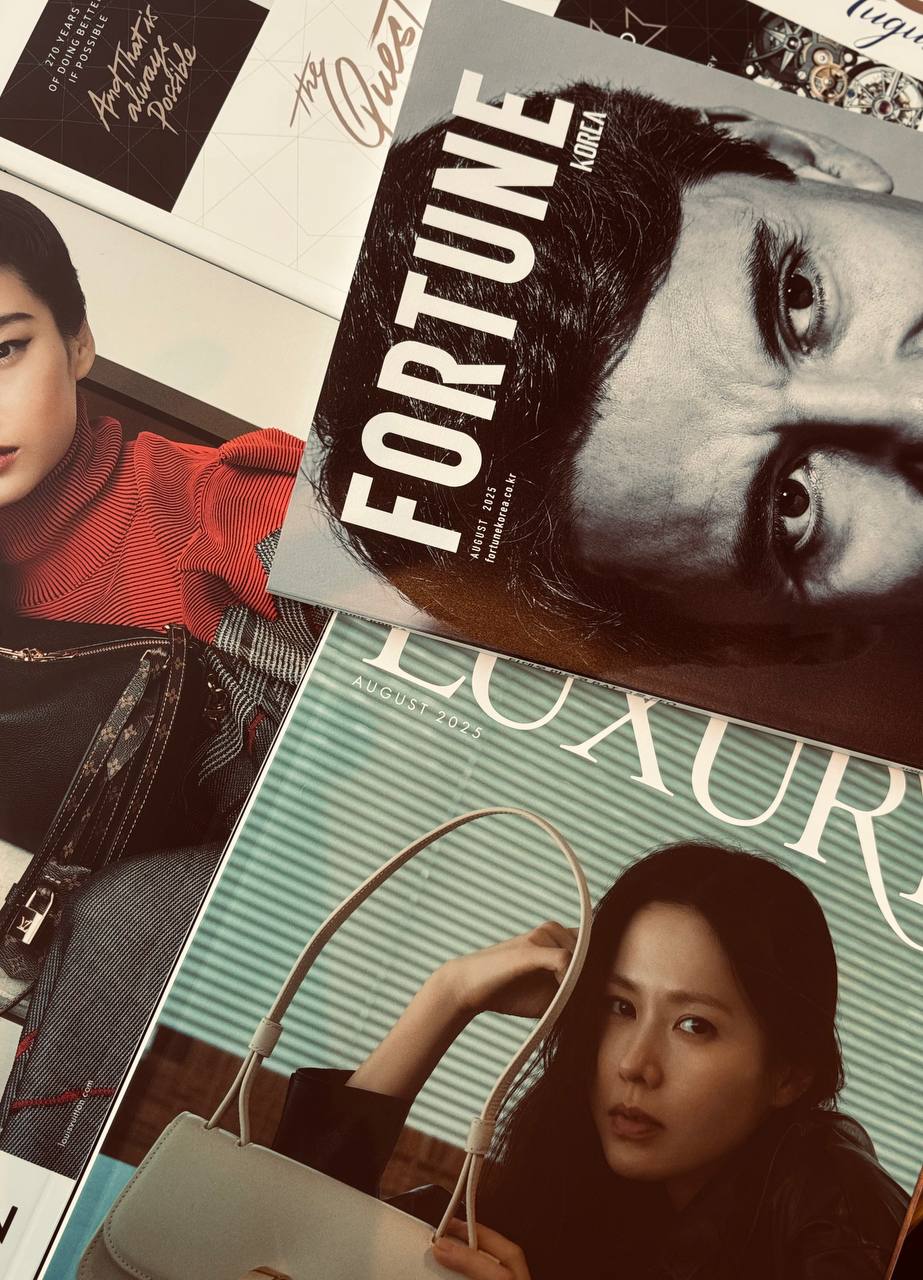 270 YEARS
OF DOING BETTER
IF POSSIBLE
And That is
always
Possible
the
Quest
FORTUNE
KOREA
AUGUST 2025
fortunekorea.co.kr
LUXUR
AUGUST 2025
louisvuitton.com